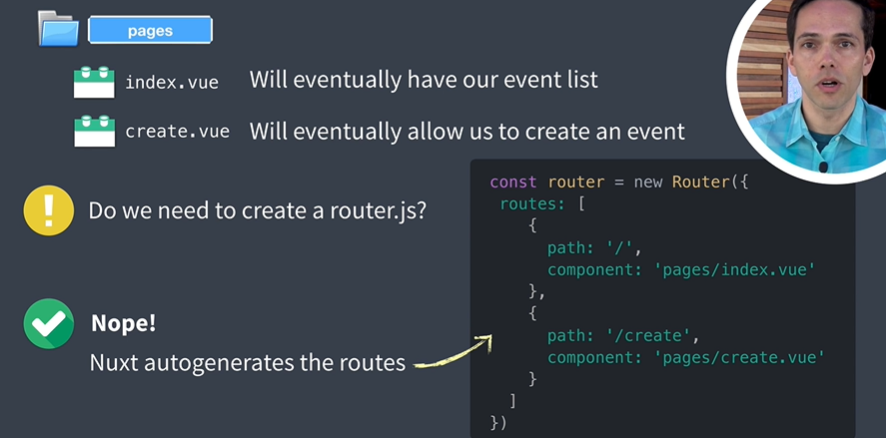 pages
index.vue Will eventually have our event list
create.vue Will eventually allow us to create an event
! Do we need to create a router.js?
Nope!
Nuxt autogenerates the routes
const router = new Router({
routes: [
{
path: '/',
component: 'pages/index.vue'
},
{
path: '/create',
component: 'pages/create.vue'
}
]
})